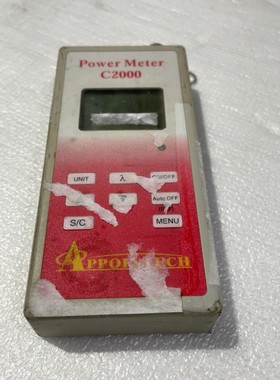 Power Meter
C2000
UNIT λ ON/OFF
Auto OFF
S/C MENU